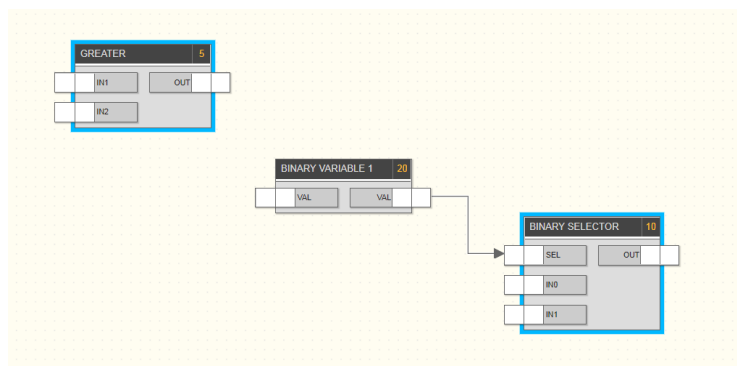 GREATER 5
IN1 OUT
IN2
BINARY VARIABLE 1 20
VAL VAL
BINARY SELECTOR 10
SEL OUT
IN0
IN1